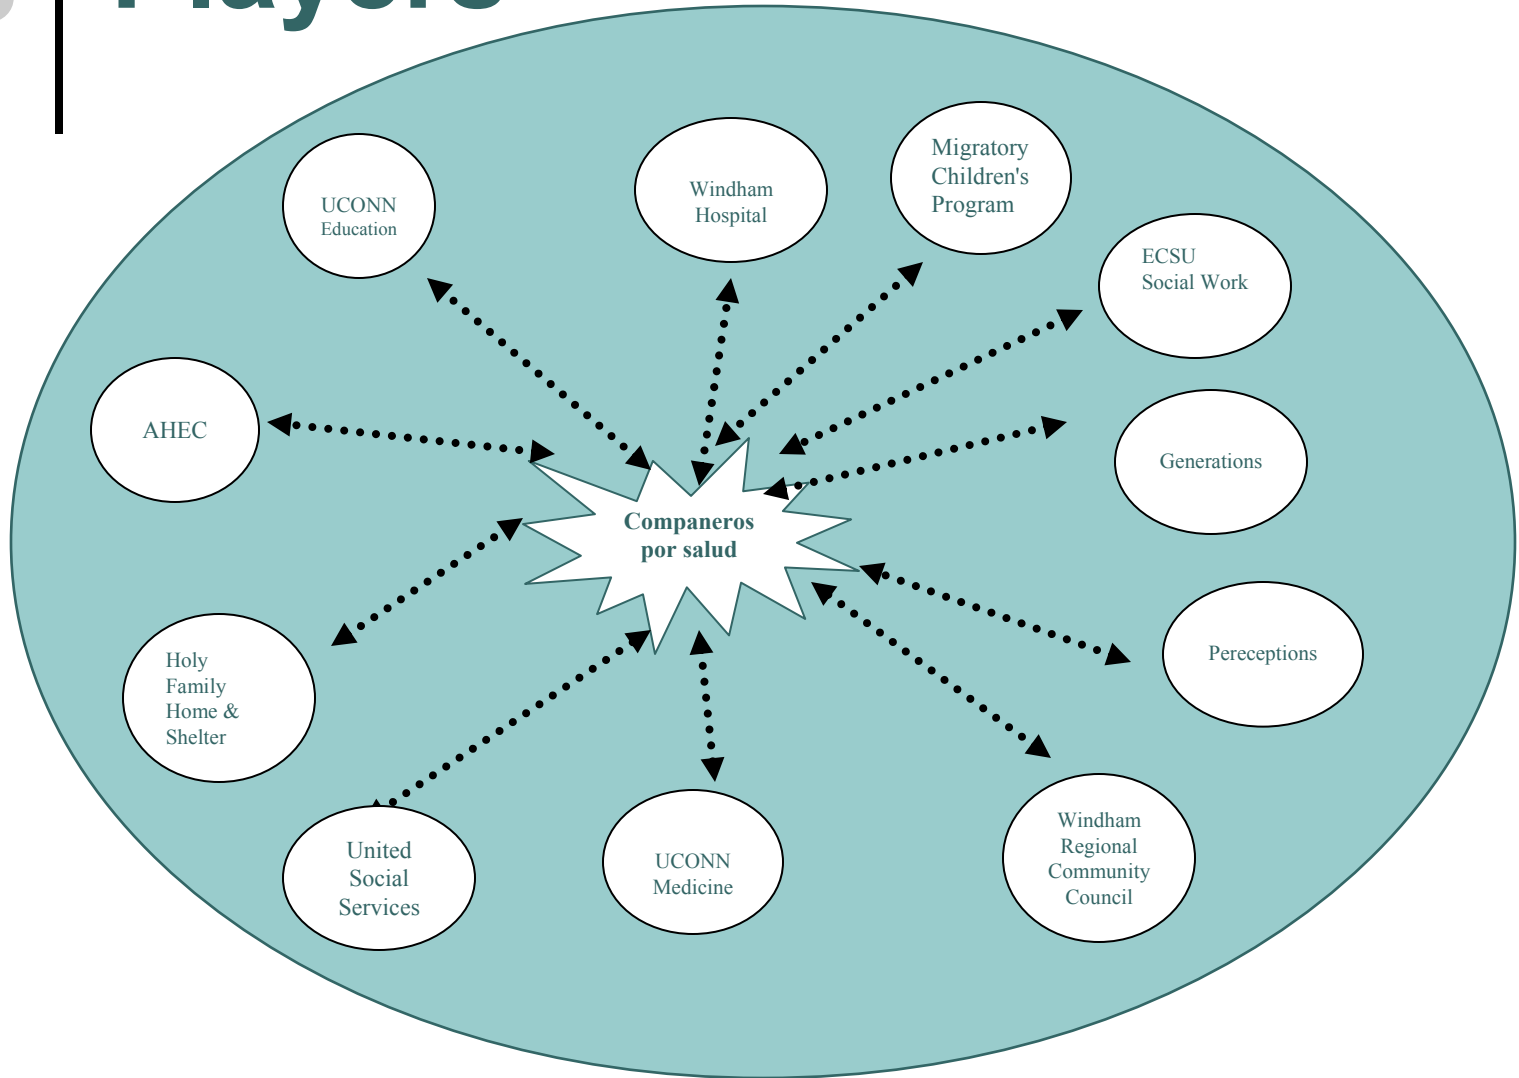 Players
UCONN
Education
Windham
Hospital
Migratory
Children's
Program
ECSU
Social Work
AHEC
Generations
Companeros
por salud
Holy
Family
Home &
Shelter
Pereceptions
United
Social
Services
UCONN
Medicine
Windham
Regional
Community
Council